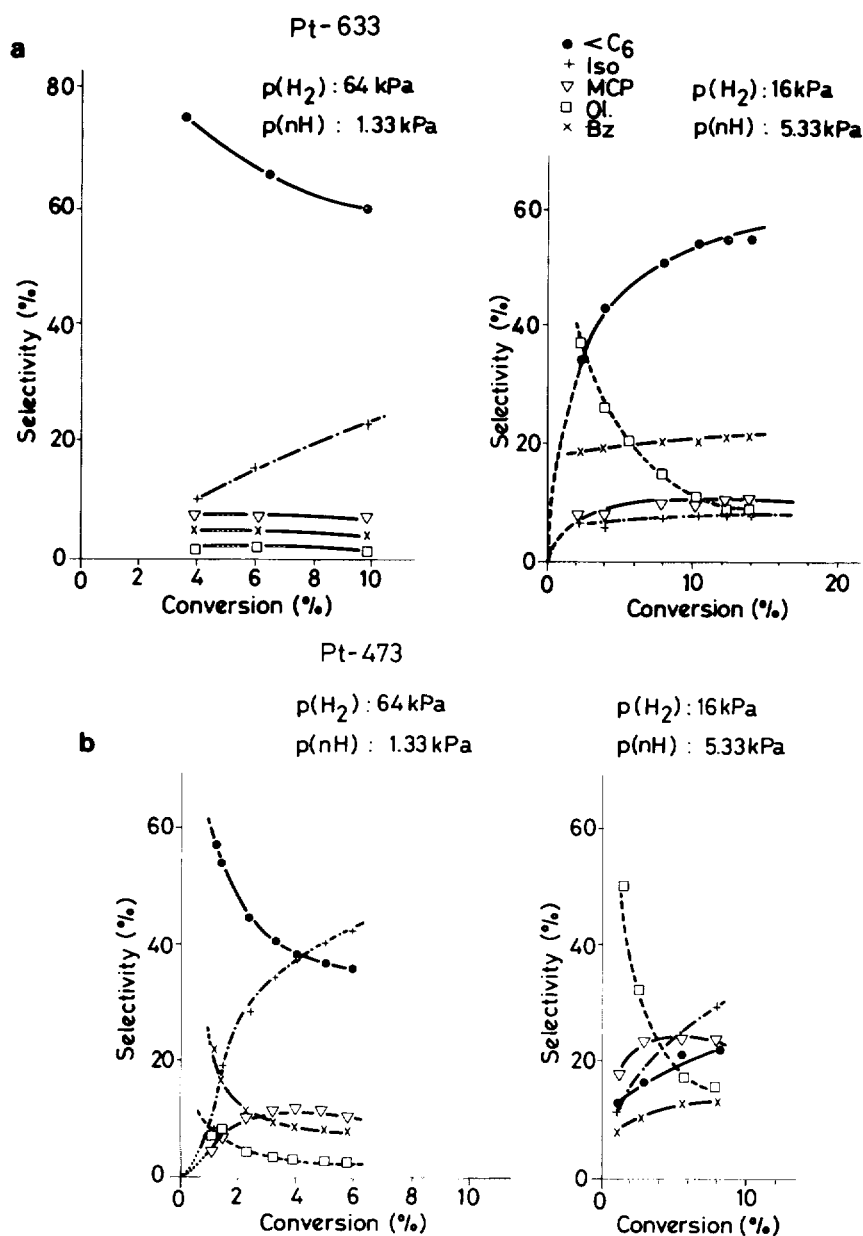 a
Pt-633
p(H₂) : 64 kPa
p(nH) : 1.33 kPa
80
60
40
20
0
Selectivity (%)
0 2 4 6 8 10
Conversion (%)
● <C₆
+ Iso
▽ MCP
□ Ol.
× Bz
p(H₂) : 16 kPa
p(nH) : 5.33 kPa
60
40
20
0
Selectivity (%)
0 10 20
Conversion (%)
b
Pt-473
p(H₂) : 64 kPa
p(nH) : 1.33 kPa
60
40
20
0
Selectivity (%)
0 2 4 6 10
Conversion (%)
p(H₂) : 16 kPa
p(nH) : 5.33 kPa
60
40
20
0
Selectivity (%)
0 10
Conversion (%)